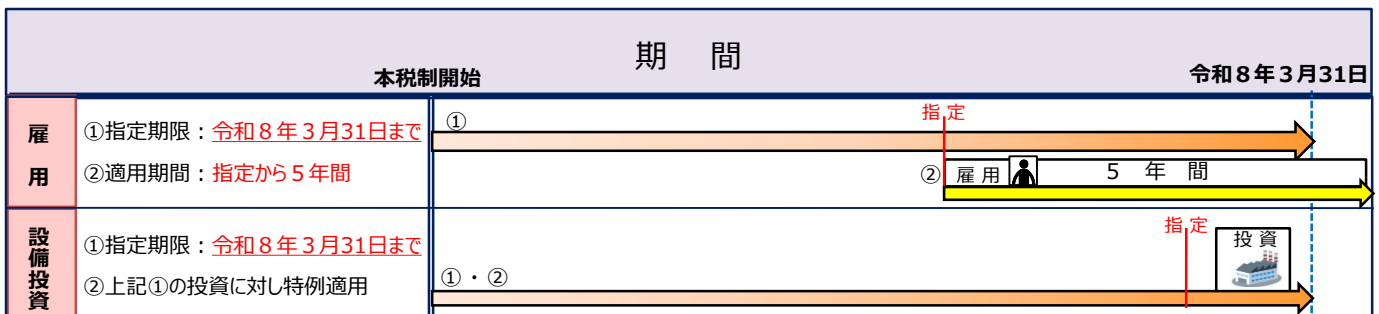 期　間
本税制開始
令和８年３月31日
雇用
①指定期限：令和８年３月31日まで
②適用期間：指定から５年間
①
指定
②
雇用
５年間
設備投資
①指定期限：令和８年３月31日まで
②上記①の投資に対し特例適用
①・②
指定
投資